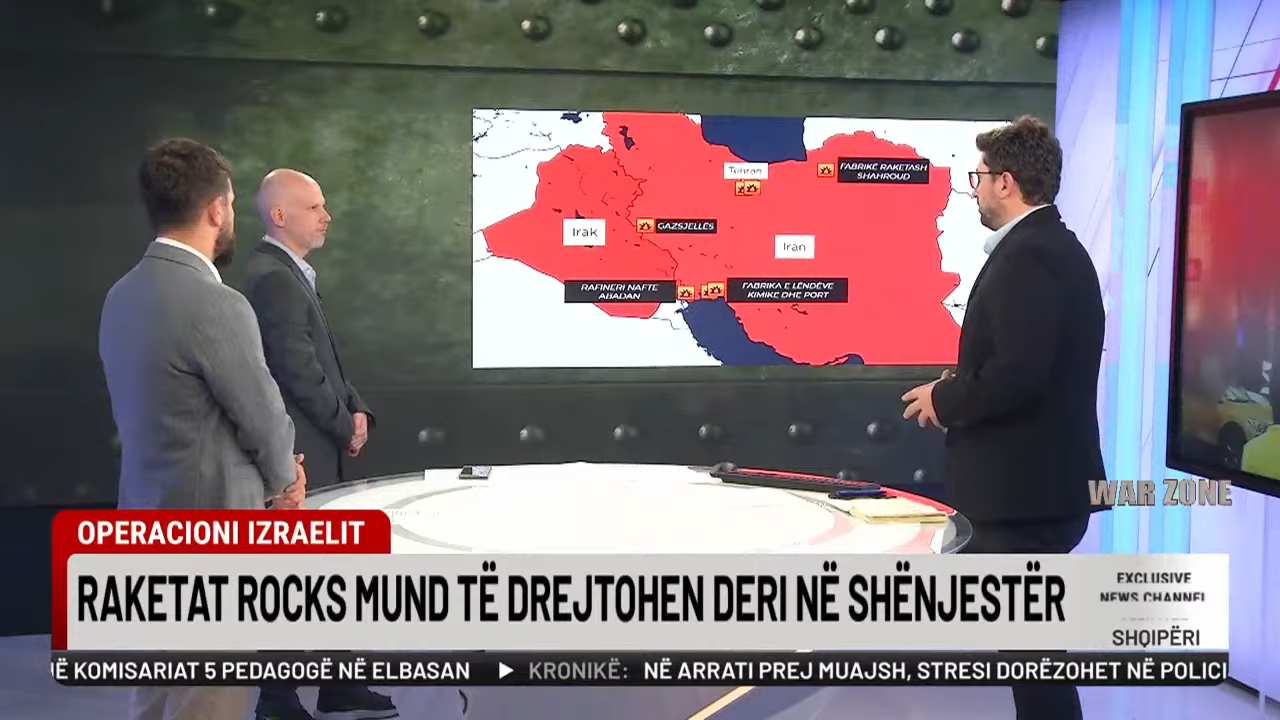 Tehran
FABRIKË RAKETASH
SHAHROUD
Irak
GAZSJELLËS
Iran
RAFINERI NAFTE
ABADAN
FABRIKA E LËNDËVE
KIMIKE DHE PORT
WAR ZONE
OPERACIONI IZRAELIT
RAKETAT ROCKS MUND TË DREJTOHEN DERI NË SHËNJESTËR
EXCLUSIVE
NEWS CHANNEL
SHQIPËRI
KOMISARIAT 5 PEDAGOGË NË ELBASAN ▶ KRONIKË: NË ARRATI PREJ MUAJSH, STRESI DORËZOHET NË POLICI